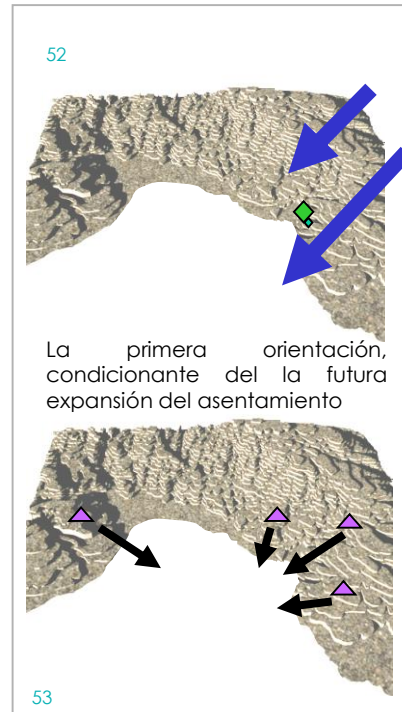 52
La primera orientación,
condicionante del la futura
expansión del asentamiento
53